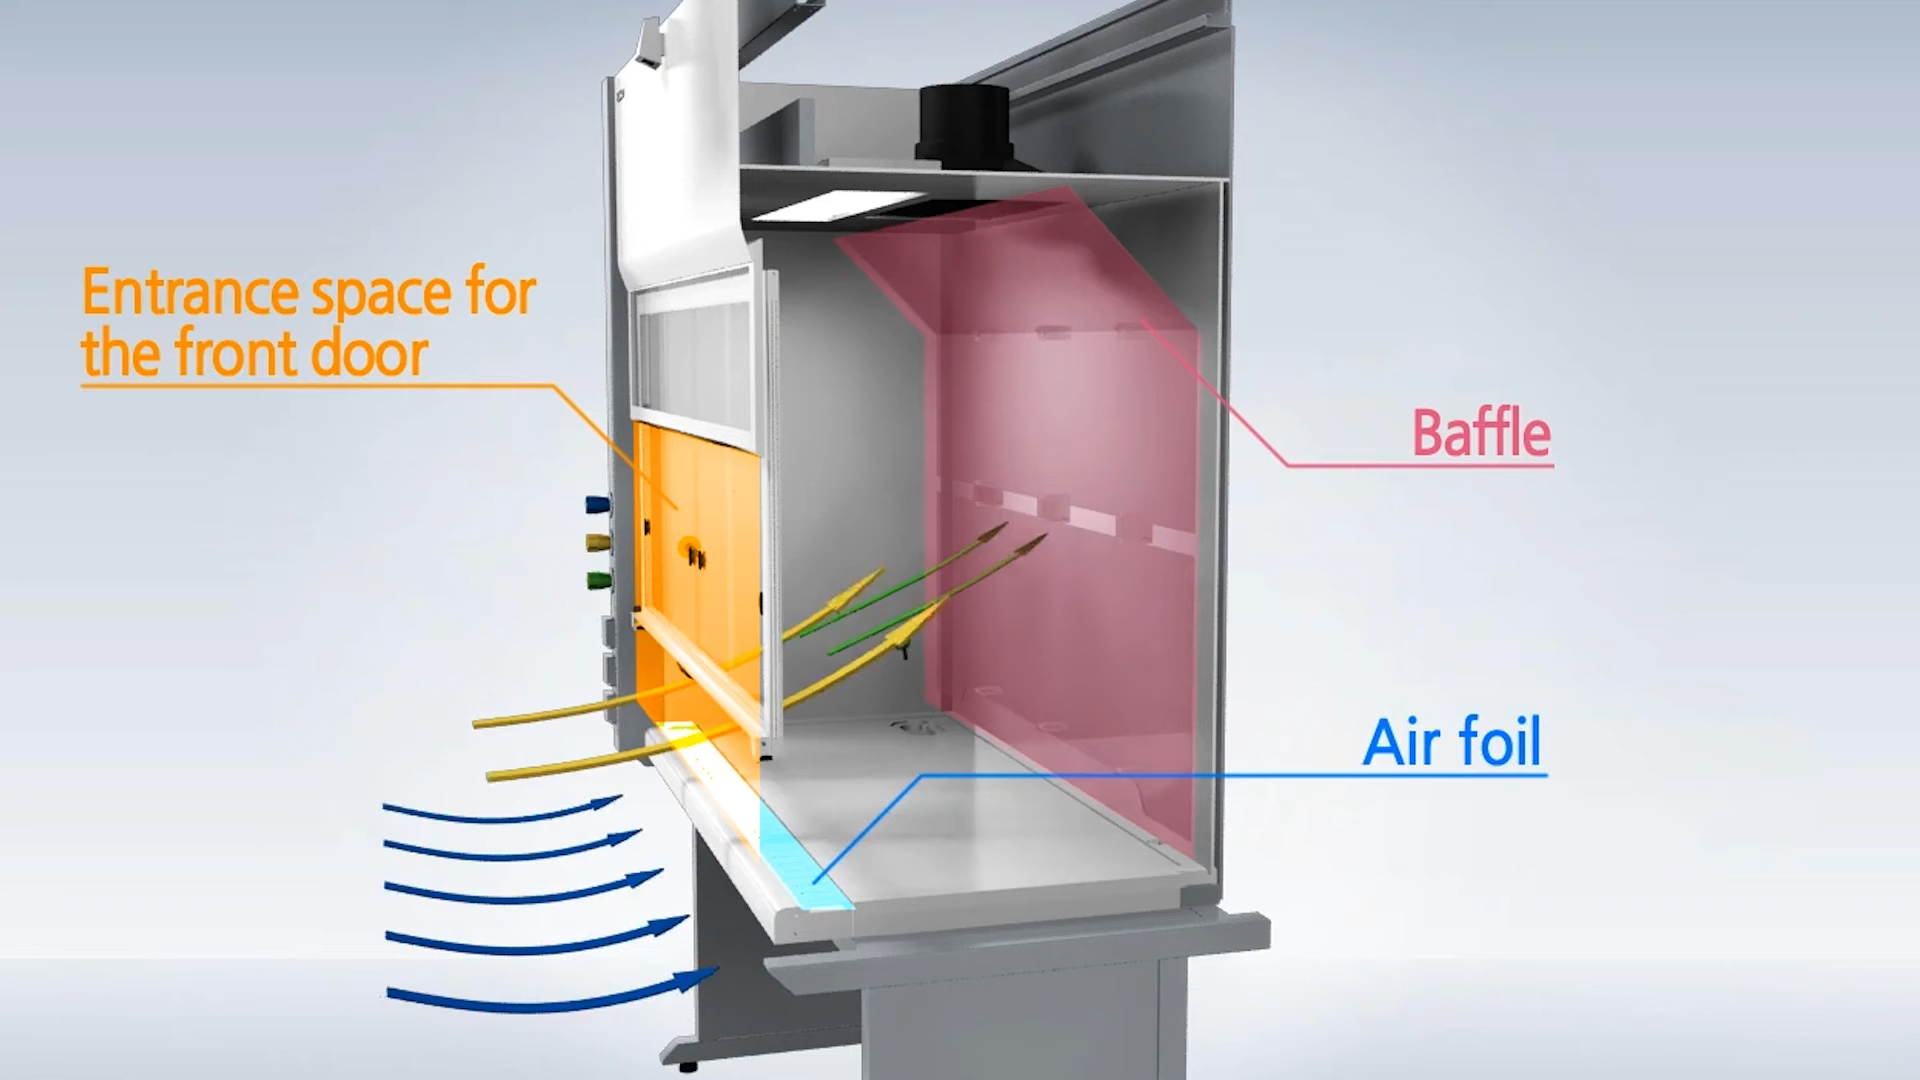 Entrance space for
the front door
Baffle
Air foil